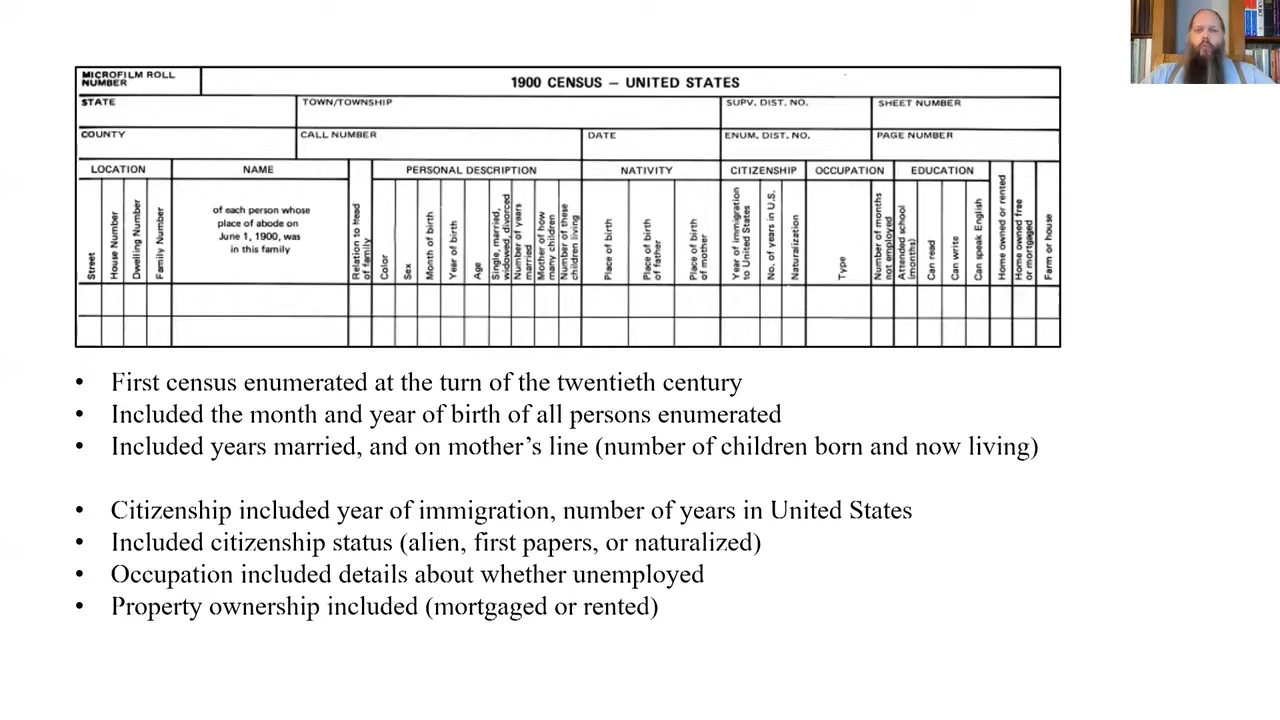 MICROFILM ROLL
NUMBER
1900 CENSUS – UNITED STATES
STATE
TOWN/TOWNSHIP
SUPV. DIST. NO.
SHEET NUMBER
COUNTY
CALL NUMBER
DATE
ENUM. DIST. NO.
PAGE NUMBER
LOCATION
NAME
PERSONAL DESCRIPTION
NATIVITY
CITIZENSHIP
OCCUPATION
EDUCATION
Street
House Number
Dwelling Number
Family Number
of each person whose
place of abode on
June 1, 1900, was
in this family
Relation to Head
of family
Color
Sex
Month of birth
Year of birth
Age
Single, married,
widowed, divorced
Number of years
married
Mother of how
many children
Number of these
children living
Place of birth
Place of birth
of father
Place of birth
of mother
Year of immigration
to United States
No. of years in U.S.
Naturalization
Type
Number of months
not employed
Attended school
(months)
Can read
Can write
Can speak English
Home owned or rented
Home owned free
or mortgaged
Farm or house
• First census enumerated at the turn of the twentieth century
• Included the month and year of birth of all persons enumerated
• Included years married, and on mother’s line (number of children born and now living)
• Citizenship included year of immigration, number of years in United States
• Included citizenship status (alien, first papers, or naturalized)
• Occupation included details about whether unemployed
• Property ownership included (mortgaged or rented)